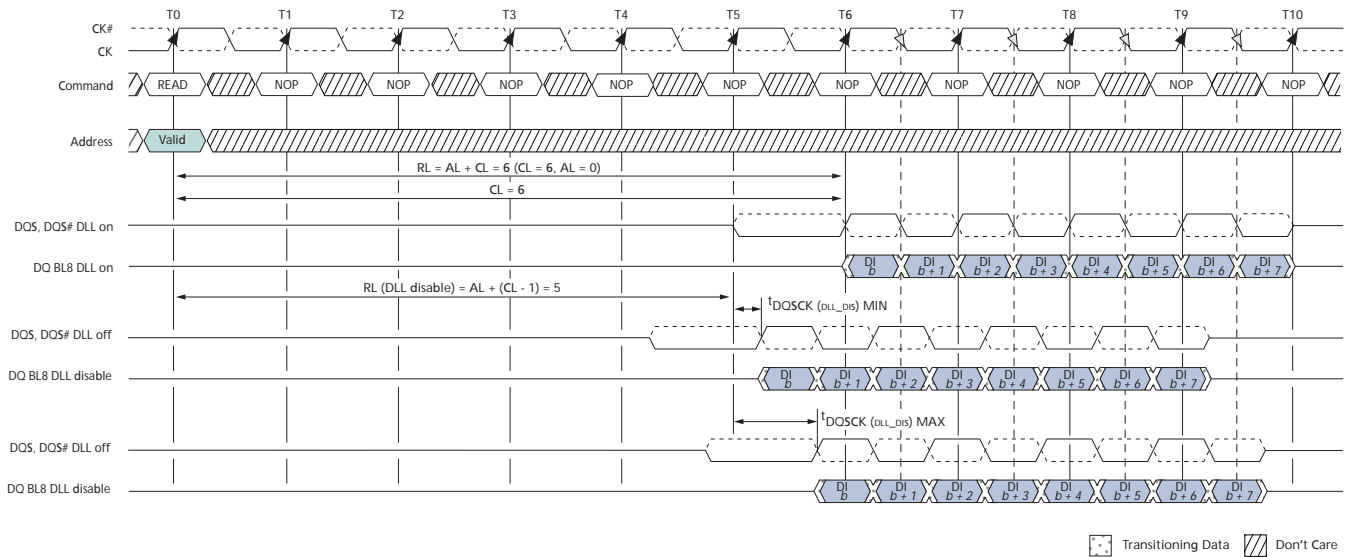 T0 T1 T2 T3 T4 T5 T6 T7 T8 T9 T10
CK#
CK
Command READ NOP NOP NOP NOP NOP NOP NOP NOP NOP NOP
Address Valid
RL = AL + CL = 6 (CL = 6, AL = 0)
CL = 6
DQS, DQS# DLL on
DQ BL8 DLL on DI b DI b + 1 DI b + 2 DI b + 3 DI b + 4 DI b + 5 DI b + 6 DI b + 7
RL (DLL disable) = AL + (CL - 1) = 5
tDQSCK (DLL_DIS) MIN
DQS, DQS# DLL off
DQ BL8 DLL disable DI b DI b + 1 DI b + 2 DI b + 3 DI b + 4 DI b + 5 DI b + 6 DI b + 7
tDQSCK (DLL_DIS) MAX
DQS, DQS# DLL off
DQ BL8 DLL disable DI b DI b + 1 DI b + 2 DI b + 3 DI b + 4 DI b + 5 DI b + 6 DI b + 7
Transitioning Data Don't Care